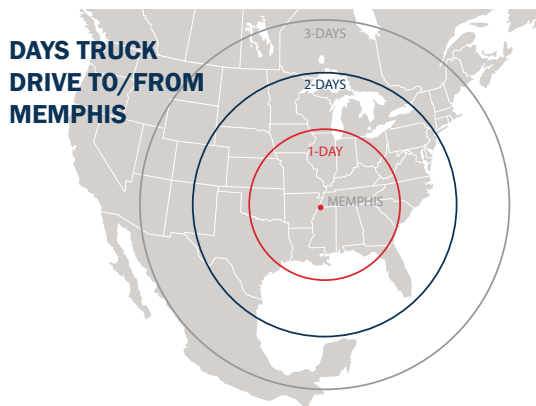 DAYS TRUCK
DRIVE TO/FROM
MEMPHIS
3-DAYS
2-DAYS
1-DAY
MEMPHIS